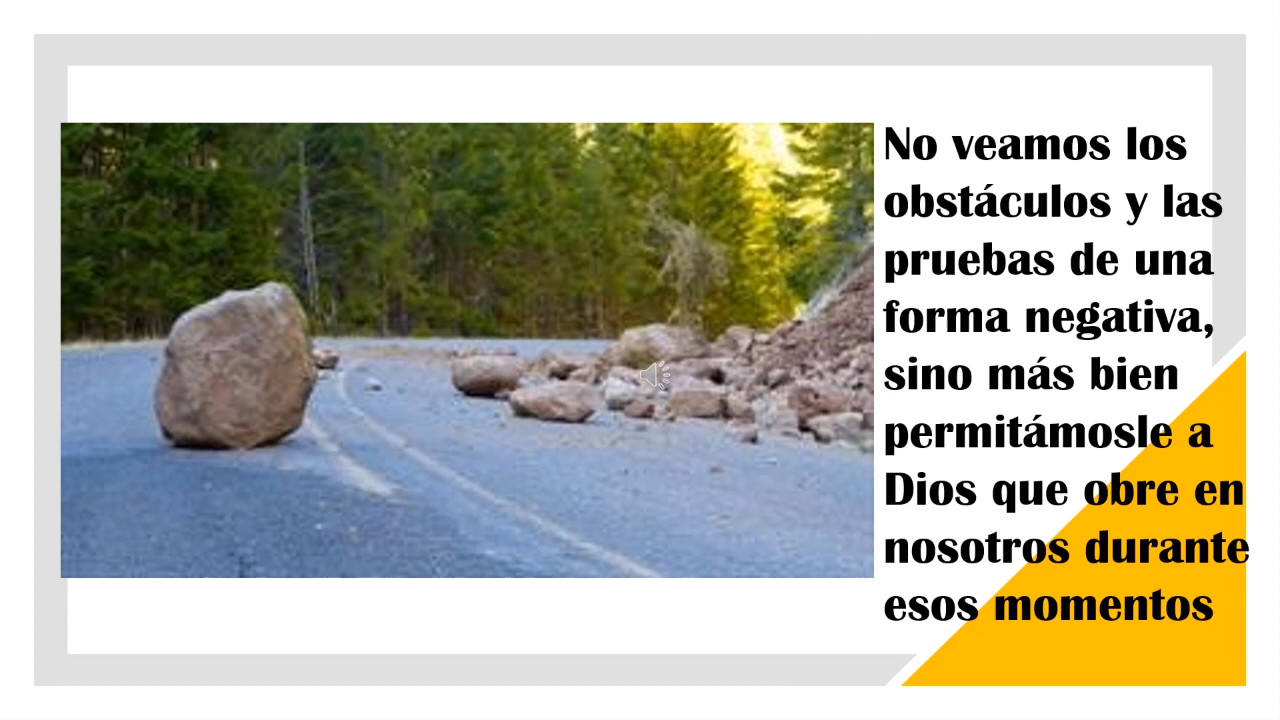 No veamos los
obstáculos y las
pruebas de una
forma negativa,
sino más bien
permitámosle a
Dios que obre en
nosotros durante
esos momentos